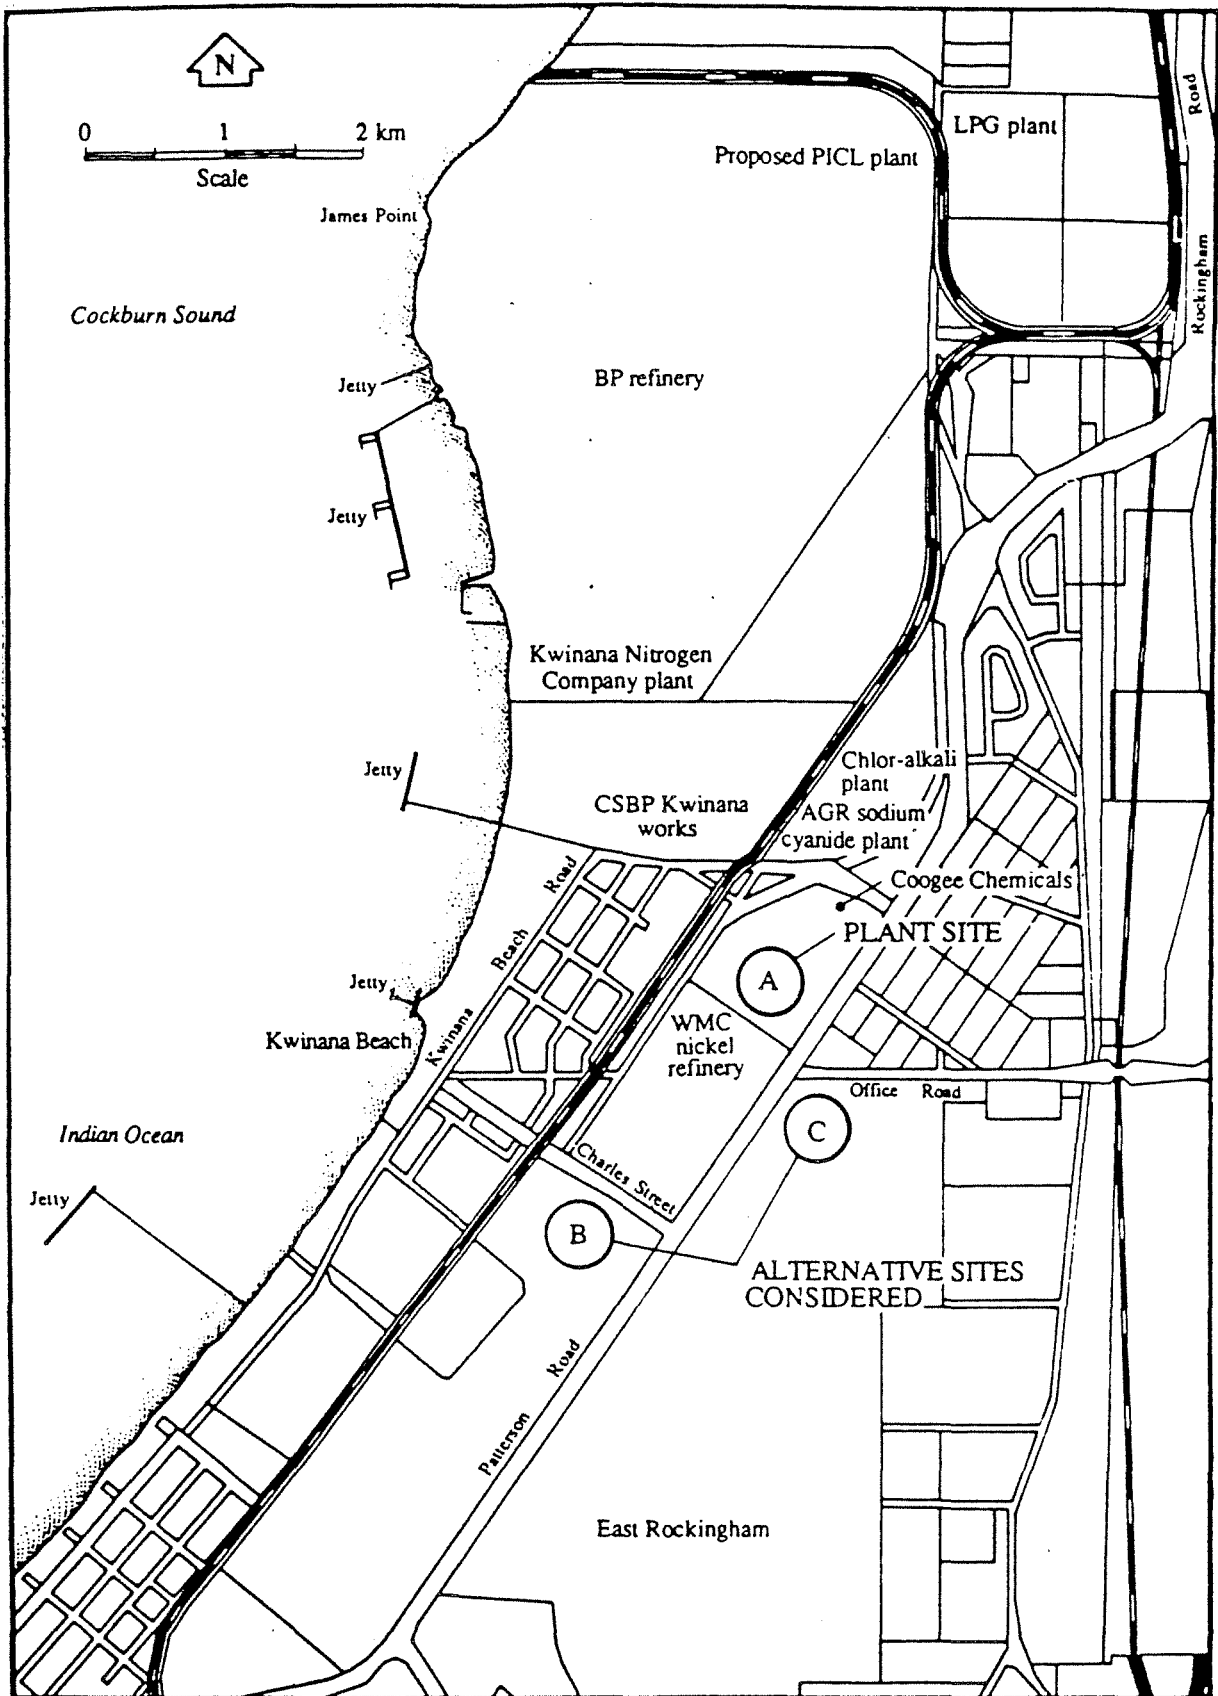 N
0 1 2 km
Scale
Road
LPG plant
Proposed PICL plant
James Point
Rockingham
Cockburn Sound
Jetty
BP refinery
Jetty
Kwinana Nitrogen
Company plant
Jetty
Chlor-alkali
plant
CSBP Kwinana
works
AGR sodium
cyanide plant
Road
Coogee Chemicals
Beach
PLANT SITE
A
Jetty
Kwinana
WMC
nickel
refinery
Kwinana Beach
Office Road
C
Indian Ocean
Charles Street
Jetty
B
ALTERNATIVE SITES
CONSIDERED
Road
Patterson
East Rockingham